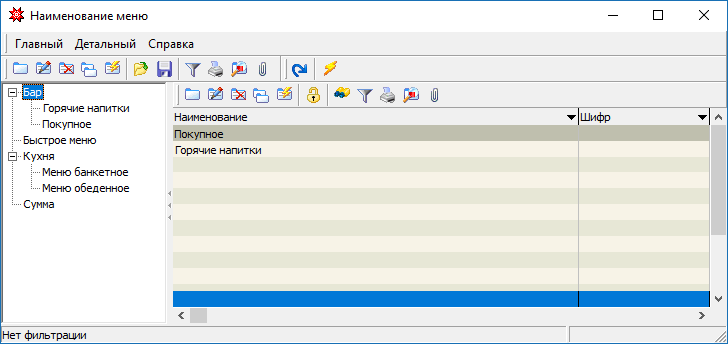 Наименование меню
Главный Детальный Справка
Бар
Горячие напитки
Покупное
Быстрое меню
Кухня
Меню банкетное
Меню обеденное
Сумма
Наименование Шифр
Покупное
Горячие напитки
Нет фильтрации